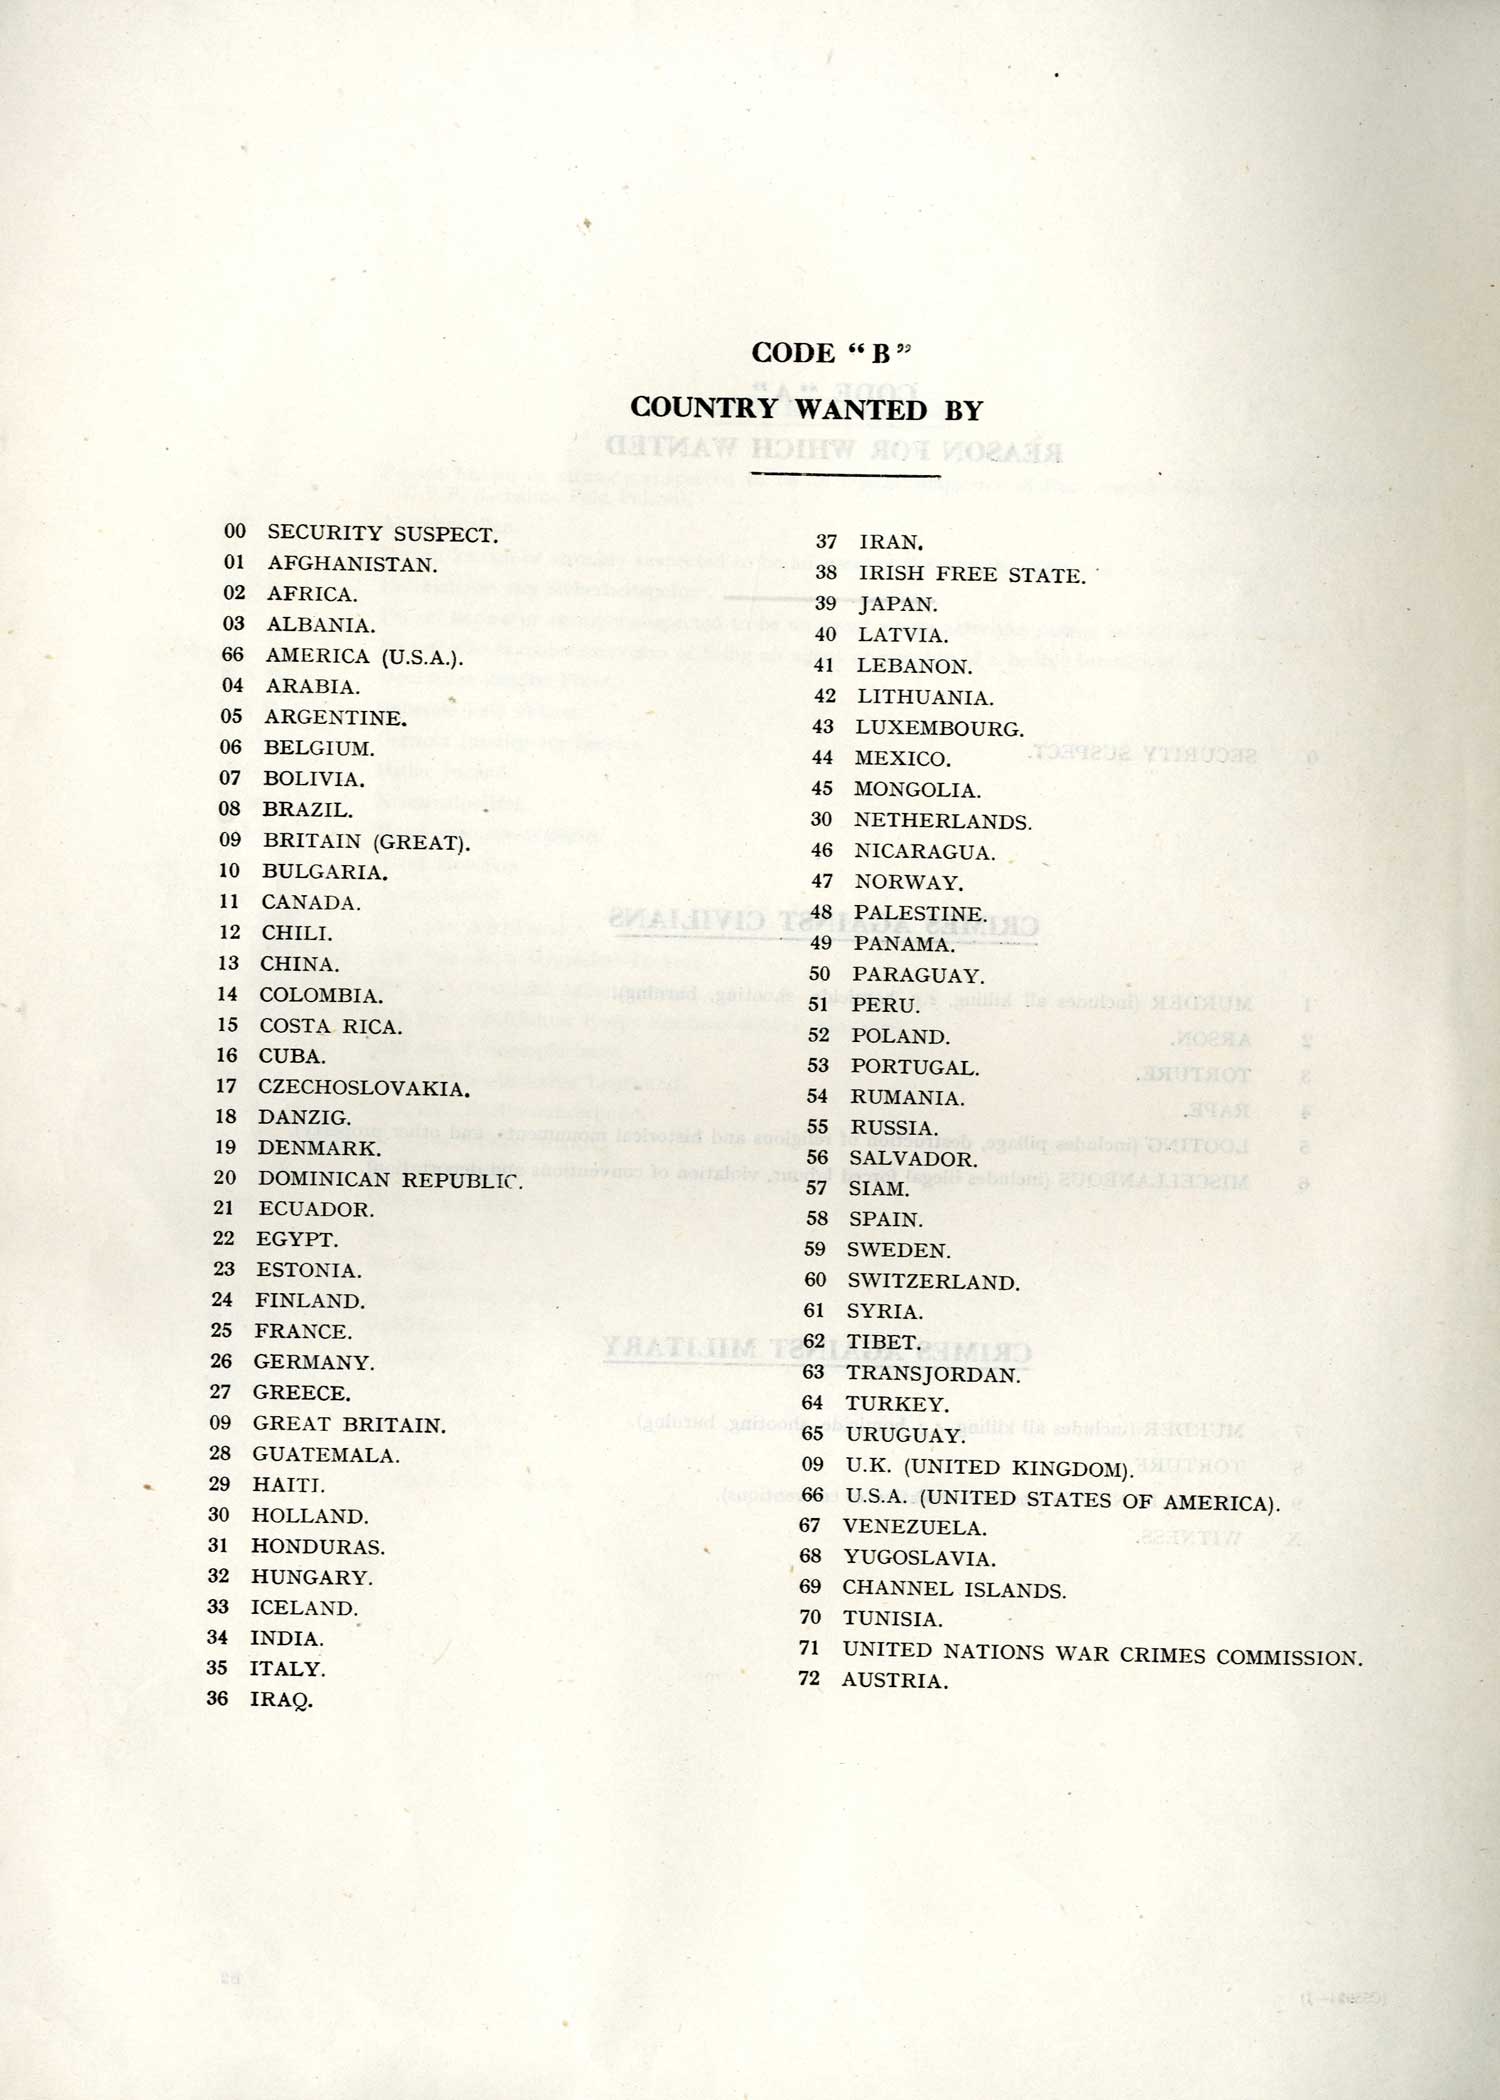 CODE “B”
COUNTRY WANTED BY
00 SECURITY SUSPECT.
01 AFGHANISTAN.
02 AFRICA.
03 ALBANIA.
66 AMERICA (U.S.A.).
04 ARABIA.
05 ARGENTINE.
06 BELGIUM.
07 BOLIVIA.
08 BRAZIL.
09 BRITAIN (GREAT).
10 BULGARIA.
11 CANADA.
12 CHILI.
13 CHINA.
14 COLOMBIA.
15 COSTA RICA.
16 CUBA.
17 CZECHOSLOVAKIA.
18 DANZIG.
19 DENMARK.
20 DOMINICAN REPUBLIC.
21 ECUADOR.
22 EGYPT.
23 ESTONIA.
24 FINLAND.
25 FRANCE.
26 GERMANY.
27 GREECE.
09 GREAT BRITAIN.
28 GUATEMALA.
29 HAITI.
30 HOLLAND.
31 HONDURAS.
32 HUNGARY.
33 ICELAND.
34 INDIA.
35 ITALY.
36 IRAQ.
37 IRAN.
38 IRISH FREE STATE.
39 JAPAN.
40 LATVIA.
41 LEBANON.
42 LITHUANIA.
43 LUXEMBOURG.
44 MEXICO.
45 MONGOLIA.
30 NETHERLANDS.
46 NICARAGUA.
47 NORWAY.
48 PALESTINE.
49 PANAMA.
50 PARAGUAY.
51 PERU.
52 POLAND.
53 PORTUGAL.
54 RUMANIA.
55 RUSSIA.
56 SALVADOR.
57 SIAM.
58 SPAIN.
59 SWEDEN.
60 SWITZERLAND.
61 SYRIA.
62 TIBET.
63 TRANSJORDAN.
64 TURKEY.
65 URUGUAY.
09 U.K. (UNITED KINGDOM).
66 U.S.A. (UNITED STATES OF AMERICA).
67 VENEZUELA.
68 YUGOSLAVIA.
69 CHANNEL ISLANDS.
70 TUNISIA.
71 UNITED NATIONS WAR CRIMES COMMISSION.
72 AUSTRIA.